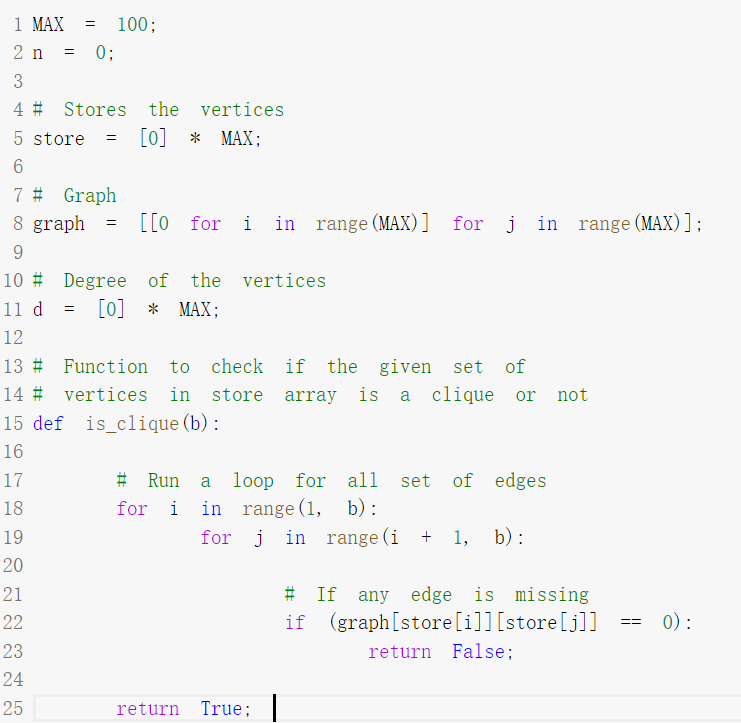 1 MAX = 100;
2 n = 0;
3
4 # Stores the vertices
5 store = [0] * MAX;
6
7 # Graph
8 graph = [[0 for i in range(MAX)] for j in range(MAX)];
9
10 # Degree of the vertices
11 d = [0] * MAX;
12
13 # Function to check if the given set of
14 # vertices in store array is a clique or not
15 def is_clique(b):
16
17 # Run a loop for all set of edges
18 for i in range(1, b):
19 for j in range(i + 1, b):
20
21 # If any edge is missing
22 if (graph[store[i]][store[j]] == 0):
23 return False;
24
25 return True;